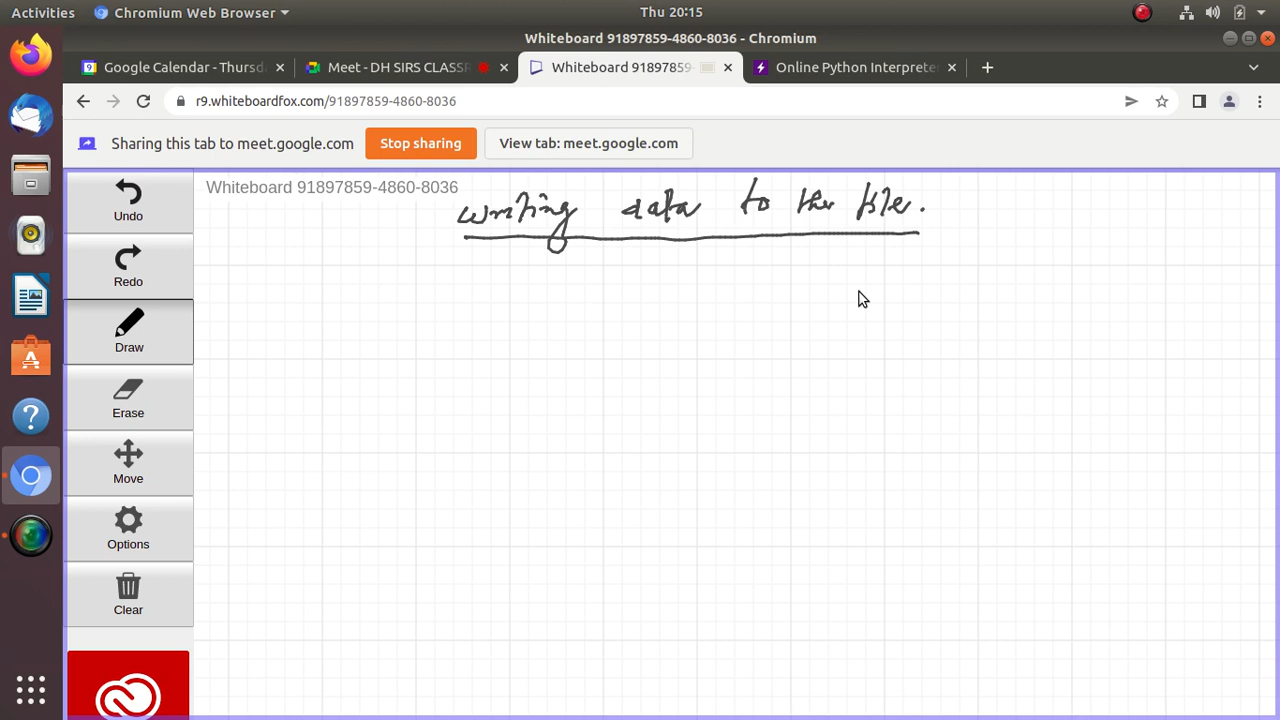 Activities
Chromium Web Browser
Thu 20:15
Whiteboard 91897859-4860-8036 - Chromium
Google Calendar - Thursd
Meet - DH SIRS CLASSR
Whiteboard 91897859-
Online Python Interprete
r9.whiteboardfox.com/91897859-4860-8036
Sharing this tab to meet.google.com
Stop sharing
View tab: meet.google.com
Whiteboard 91897859-4860-8036
writing data to the file.
Undo
Redo
Draw
Erase
Move
Options
Clear